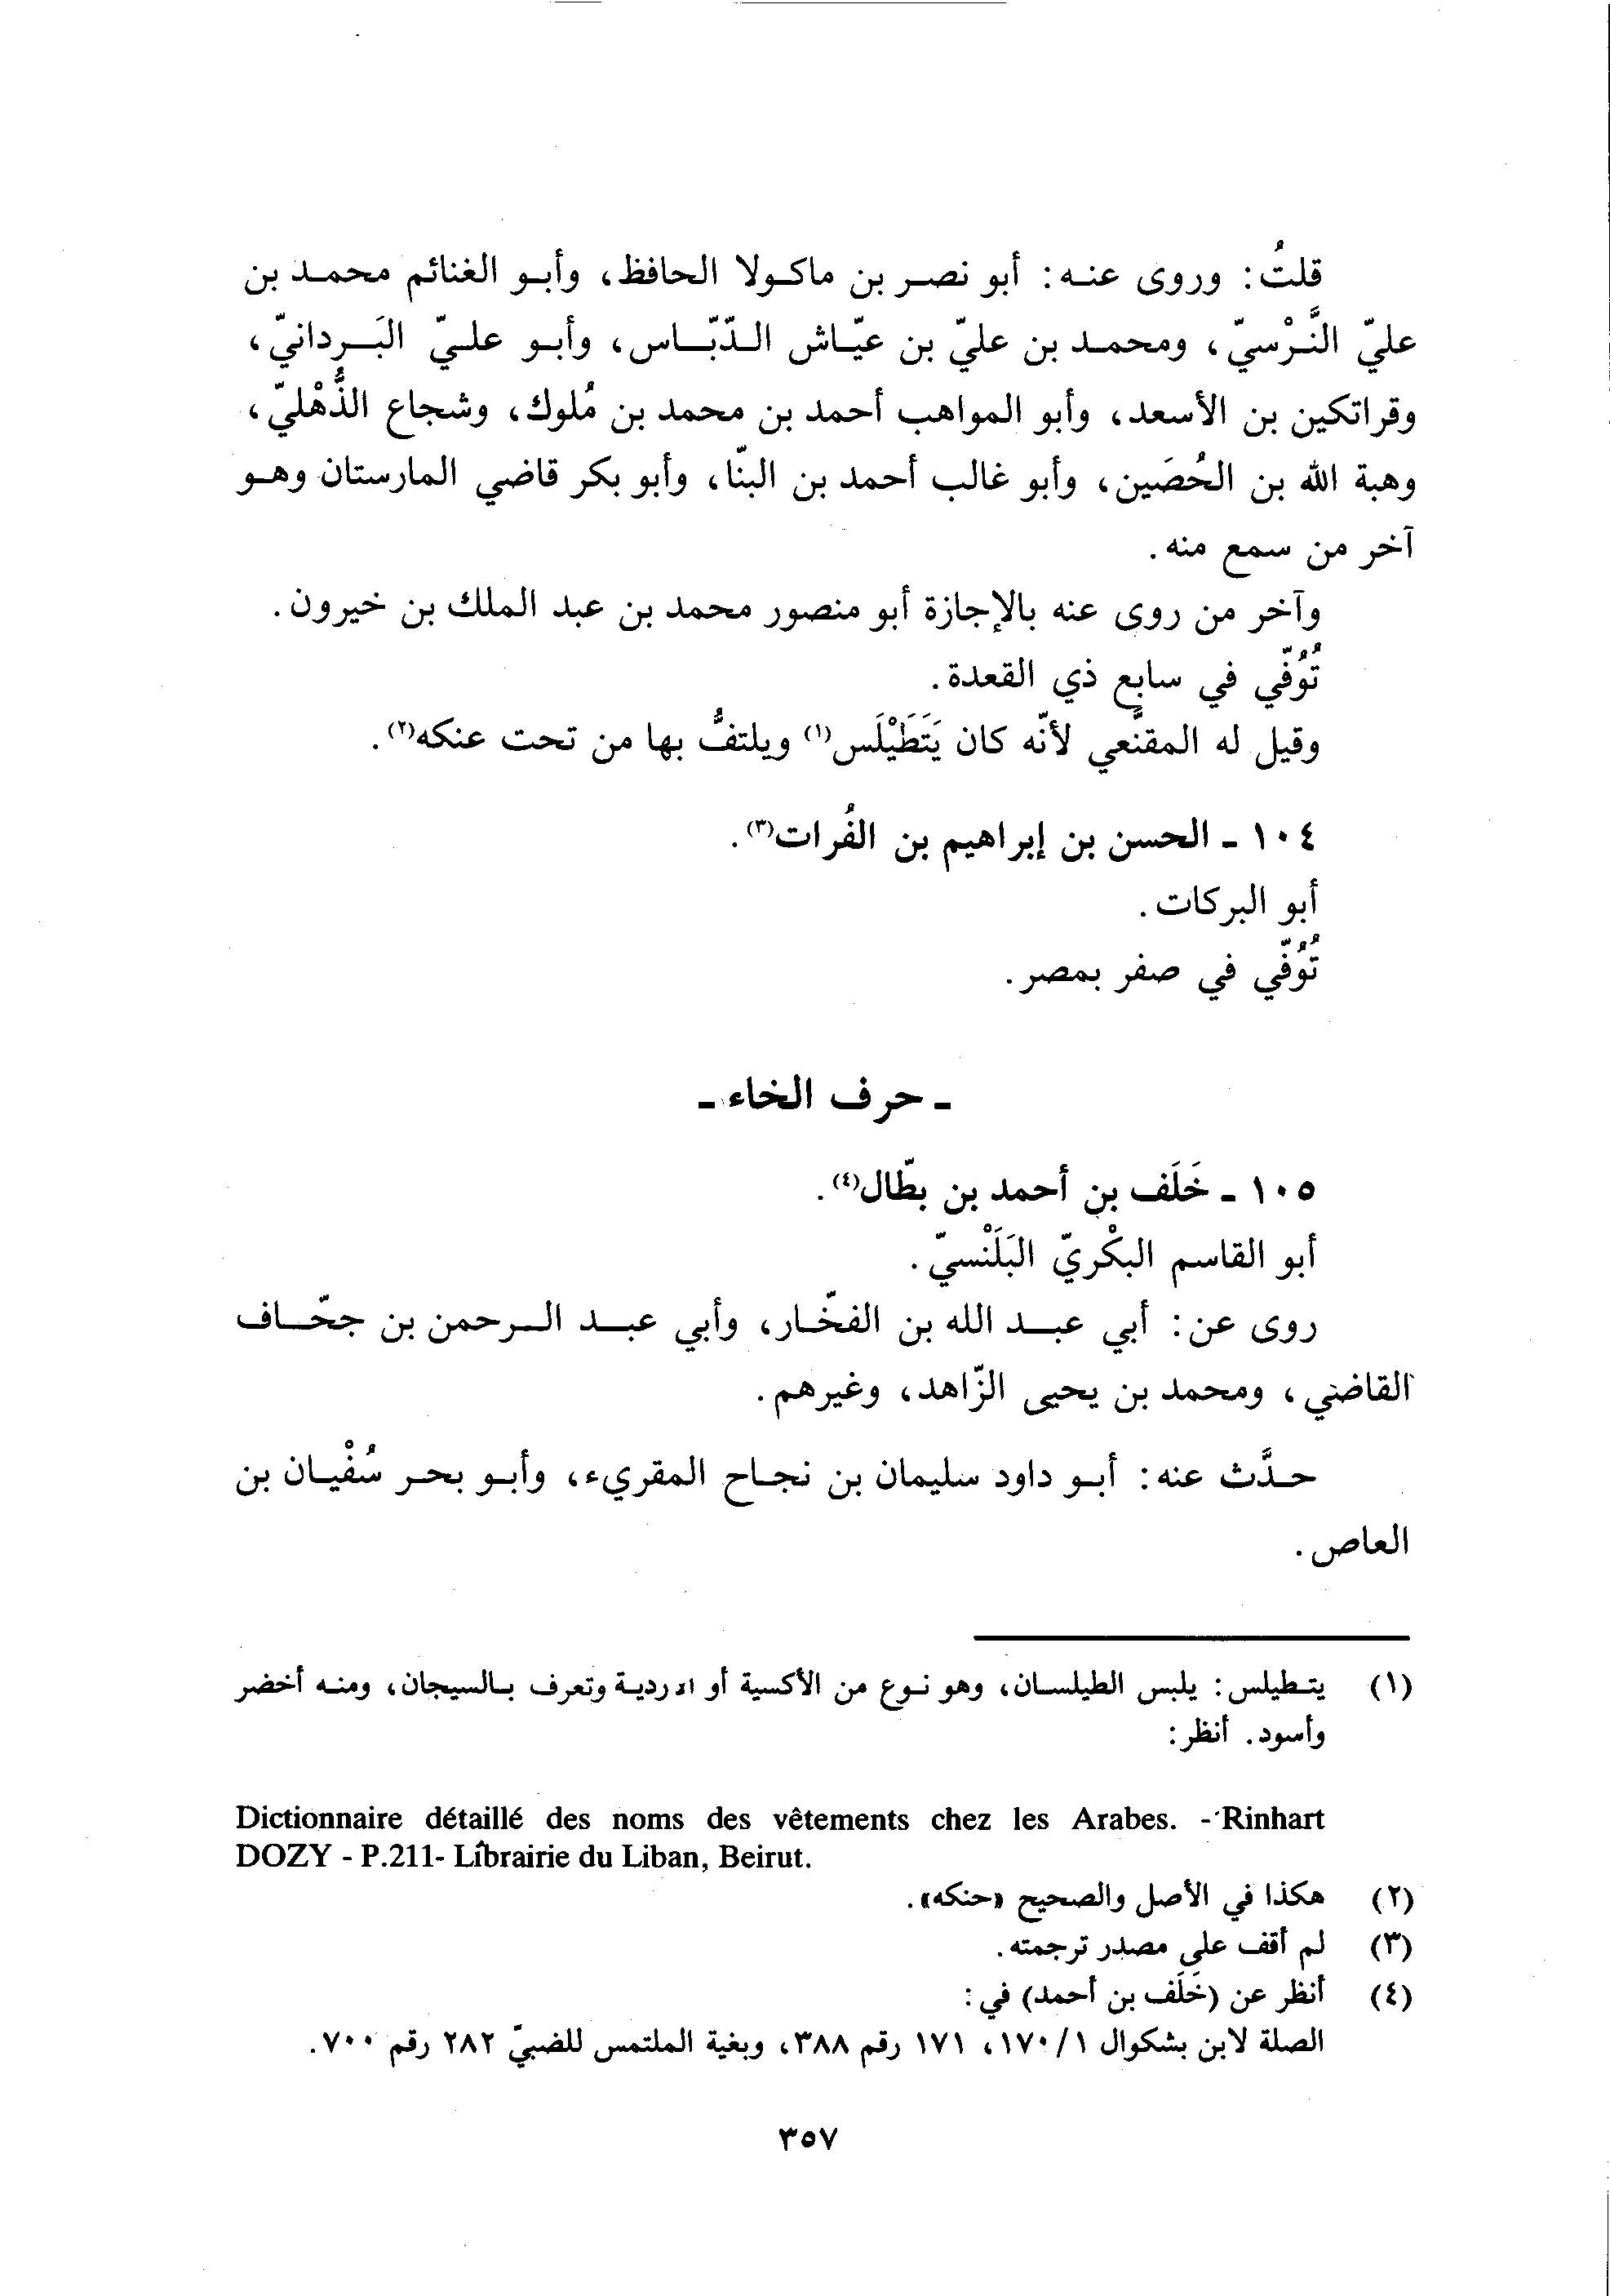 قلتُ: وروى عنه: أبو نصر بن ماكولا الحافظ، وأبو الغنائم محمد بن
عليّ النَّرْسيّ، ومحمد بن عليّ بن عيّاش الدّبّاس، وأبو عليّ البَرداني،
وقراتكين بن الأسعد، وأبو المواهب أحمد بن محمد بن مُلوك، وشجاع الذُّهْليّ،
وهبة الله بن الحُصَين، وأبو غالب أحمد بن البنّا، وأبو بكر قاضي المارستان وهو
آخر من سمع منه.
وآخر من روى عنه بالإجازة أبو منصور محمد بن عبد الملك بن خيرون.
تُوُفّي في سابع ذي القعدة.
وقيل له المقنَّعي لأنّه كان يَتَطَيْلَس(١) ويلتفُّ بها من تحت عنكه(٢).
١٠٤ - الحسن بن إبراهيم بن الفُرات(٣).
أبو البركات.
تُوُفّي في صفر بمصر.
- حرف الخاء -
١٠٥ - خَلَف بن أحمد بن بطّال(٤).
أبو القاسم البكْريّ البَلَنْسيّ.
روى عن: أبي عبد الله بن الفخّار، وأبي عبد الرحمن بن جحّاف
القاضي، ومحمد بن يحيى الزّاهد، وغيرهم.
حدَّث عنه: أبو داود سليمان بن نجاح المقريء، وأبو بحر سُفْيان بن
العاص.
(١) يتطيلس: يلبس الطيلسان، وهو نوع من الأكسية أو الاردية وتعرف بالسيجان، ومنه أخضر
وأسود. أنظر:
Dictionnaire détaillé des noms des vêtements chez les Arabes. - Rinhart
DOZY - P.211- Lîbrairie du Liban, Beirut.
(٢) هكذا في الأصل والصحيح «حنكه».
(٣) لم أقف على مصدر ترجمته.
(٤) أنظر عن (خَلَف بن أحمد) في:
الصلة لابن بشكوال ١/١٧٠، ١٧١ رقم ٣٨٨، وبغية الملتمس للضبيّ ٢٨٢ رقم ٧٠٠.
٣٥٧